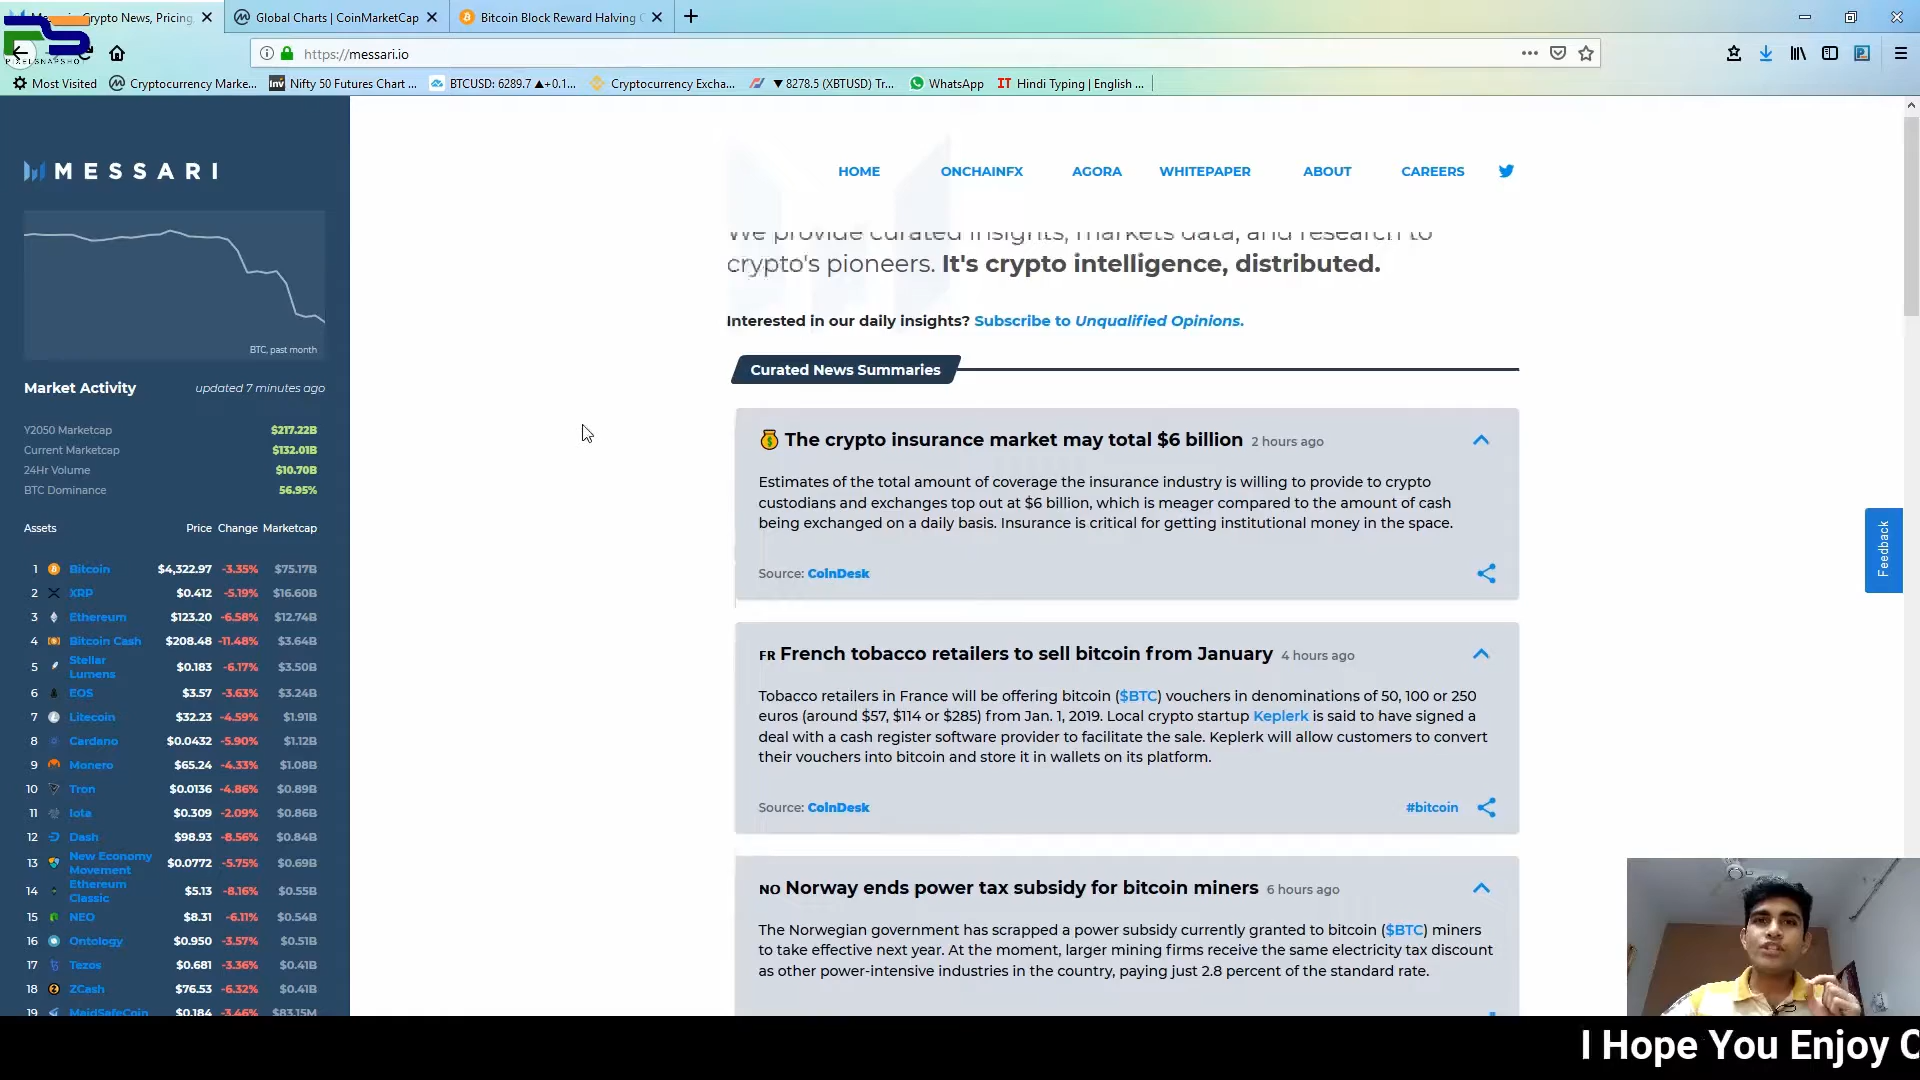 Messari Crypto News, Pricing,
Global Charts | CoinMarketCap
Bitcoin Block Reward Halving C
PIXELSNAPSHO
https://messari.io
Most Visited
Cryptocurrency Marke...
Nifty 50 Futures Chart ...
BTCUSD: 6289.7 ▲+0.1...
Cryptocurrency Excha...
▼ 8278.5 (XBTUSD) Tr...
WhatsApp
IT Hindi Typing | English ...
MESSARI
HOME
ONCHAINFX
AGORA
WHITEPAPER
ABOUT
CAREERS
BTC, past month
Market Activity
updated 7 minutes ago
Y2050 Marketcap $217.22B
Current Marketcap $132.01B
24Hr Volume $10.70B
BTC Dominance 56.95%
Assets Price Change Marketcap
1 Bitcoin $4,322.97 -3.35% $75.17B
2 XRP $0.412 -5.19% $16.60B
3 Ethereum $123.20 -6.58% $12.74B
4 Bitcoin Cash $208.48 -11.48% $3.64B
5 Stellar Lumens $0.183 -6.17% $3.50B
6 EOS $3.57 -3.63% $3.24B
7 Litecoin $32.23 -4.59% $1.91B
8 Cardano $0.0432 -5.90% $1.12B
9 Monero $65.24 -4.33% $1.08B
10 Tron $0.0136 -4.86% $0.89B
11 Iota $0.309 -2.09% $0.86B
12 Dash $98.93 -8.56% $0.84B
13 New Economy Movement $0.0772 -5.75% $0.69B
14 Ethereum Classic $5.13 -8.16% $0.55B
15 NEO $8.31 -6.11% $0.54B
16 Ontology $0.950 -3.57% $0.51B
17 Tezos $0.681 -3.36% $0.41B
18 ZCash $76.53 -6.32% $0.41B
19 MaidSafeCoin $0.184 -3.46% $83.15M
We provide curated insights, markets data, and research to
crypto's pioneers. It's crypto intelligence, distributed.
Interested in our daily insights? Subscribe to Unqualified Opinions.
Curated News Summaries
The crypto insurance market may total $6 billion 2 hours ago
Estimates of the total amount of coverage the insurance industry is willing to provide to crypto
custodians and exchanges top out at $6 billion, which is meager compared to the amount of cash
being exchanged on a daily basis. Insurance is critical for getting institutional money in the space.
Source: CoinDesk
FR French tobacco retailers to sell bitcoin from January 4 hours ago
Tobacco retailers in France will be offering bitcoin ($BTC) vouchers in denominations of 50, 100 or 250
euros (around $57, $114 or $285) from Jan. 1, 2019. Local crypto startup Keplerk is said to have signed a
deal with a cash register software provider to facilitate the sale. Keplerk will allow customers to convert
their vouchers into bitcoin and store it in wallets on its platform.
Source: CoinDesk
#bitcoin
NO Norway ends power tax subsidy for bitcoin miners 6 hours ago
The Norwegian government has scrapped a power subsidy currently granted to bitcoin ($BTC) miners
to take effective next year. At the moment, larger mining firms receive the same electricity tax discount
as other power-intensive industries in the country, paying just 2.8 percent of the standard rate.
Feedback
I Hope You Enjoy